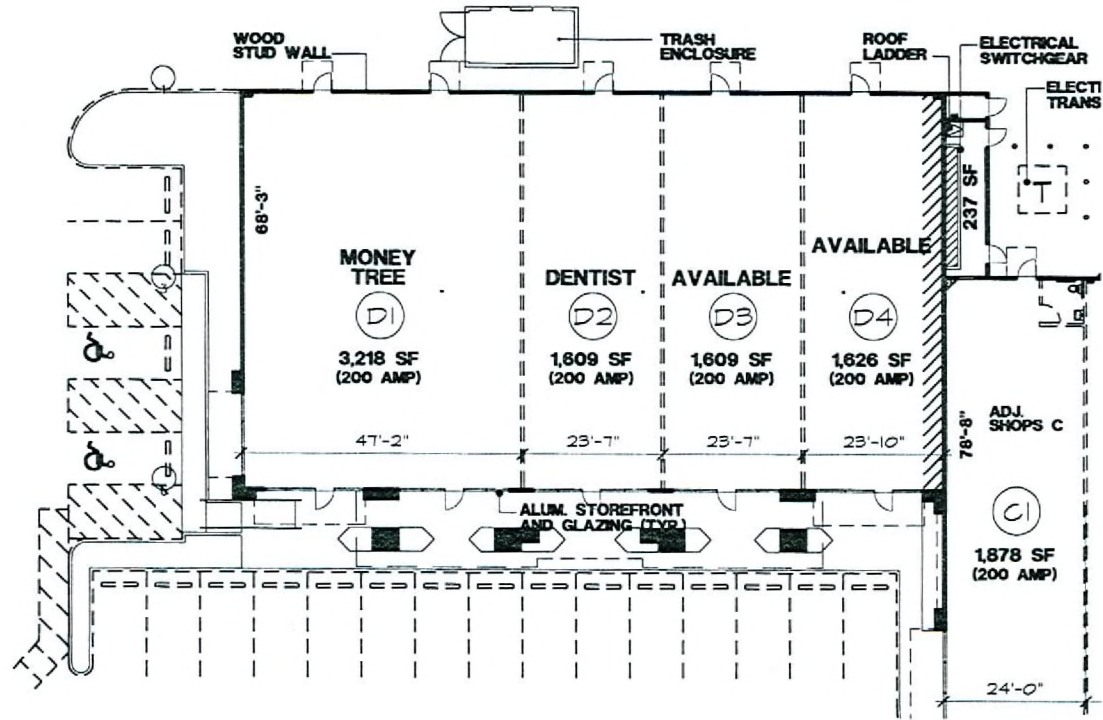 WOOD
STUD WALL
TRASH
ENCLOSURE
ROOF
LADDER
ELECTRICAL
SWITCHGEAR
ELECTI
TRANS
68'-3"
237 SF
T
MONEY
TREE
D1
3,218 SF
(200 AMP)
DENTIST
D2
1,609 SF
(200 AMP)
AVAILABLE
D3
1,609 SF
(200 AMP)
AVAILABLE
D4
1,626 SF
(200 AMP)
47'-2"
23'-7"
23'-7"
23'-10"
78'-8"
ADJ.
SHOPS C
C1
1,878 SF
(200 AMP)
ALUM. STOREFRONT
AND GLAZING (TYP.)
24'-0"